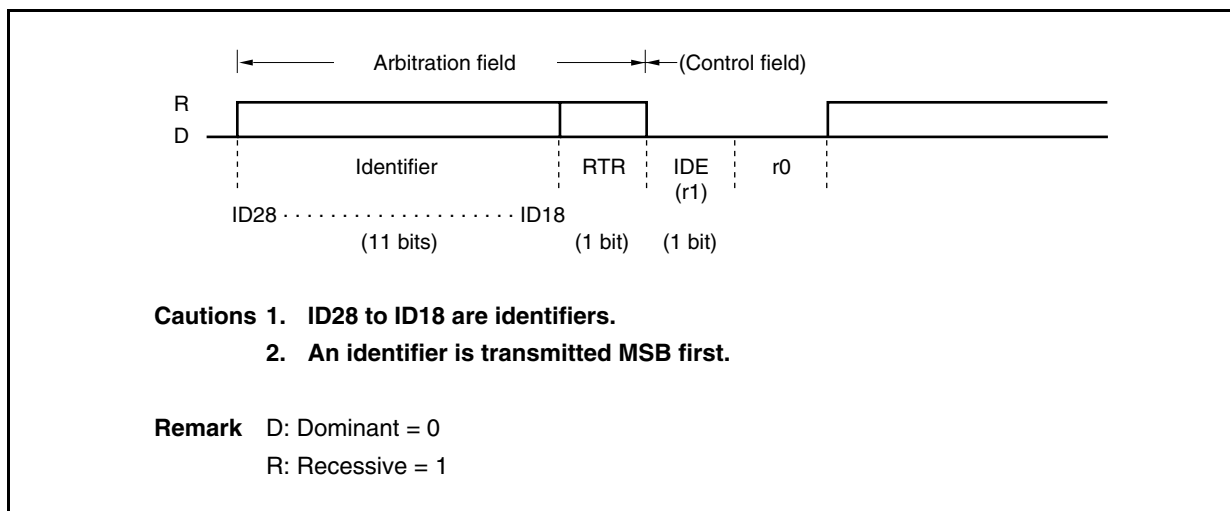 Arbitration field (Control field)
R
D
Identifier RTR IDE r0
(r1)
ID28 · · · · · · · · · · · · · · · · · · · · ID18
(11 bits) (1 bit) (1 bit)
Cautions 1. ID28 to ID18 are identifiers.
2. An identifier is transmitted MSB first.
Remark D: Dominant = 0
R: Recessive = 1